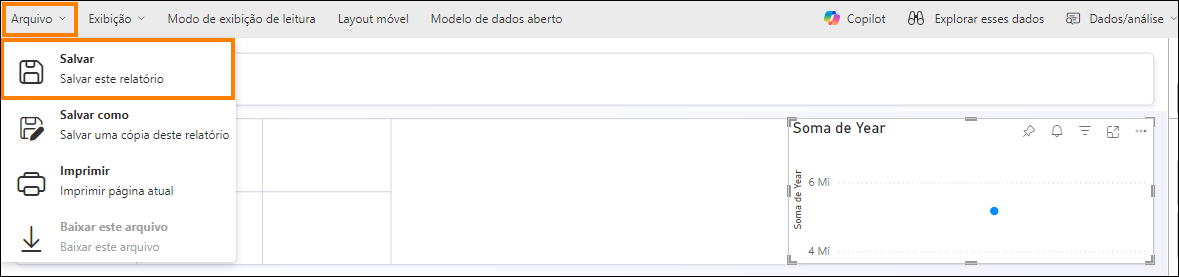 Arquivo Exibição Modo de exibição de leitura Layout móvel Modelo de dados aberto Copilot Explorar esses dados Dados/análise
Salvar
Salvar este relatório
Salvar como
Salvar uma cópia deste relatório
Imprimir
Imprimir página atual
Baixar este arquivo
Baixar este arquivo
Soma de Year
Soma de Year
6 Mi
4 Mi